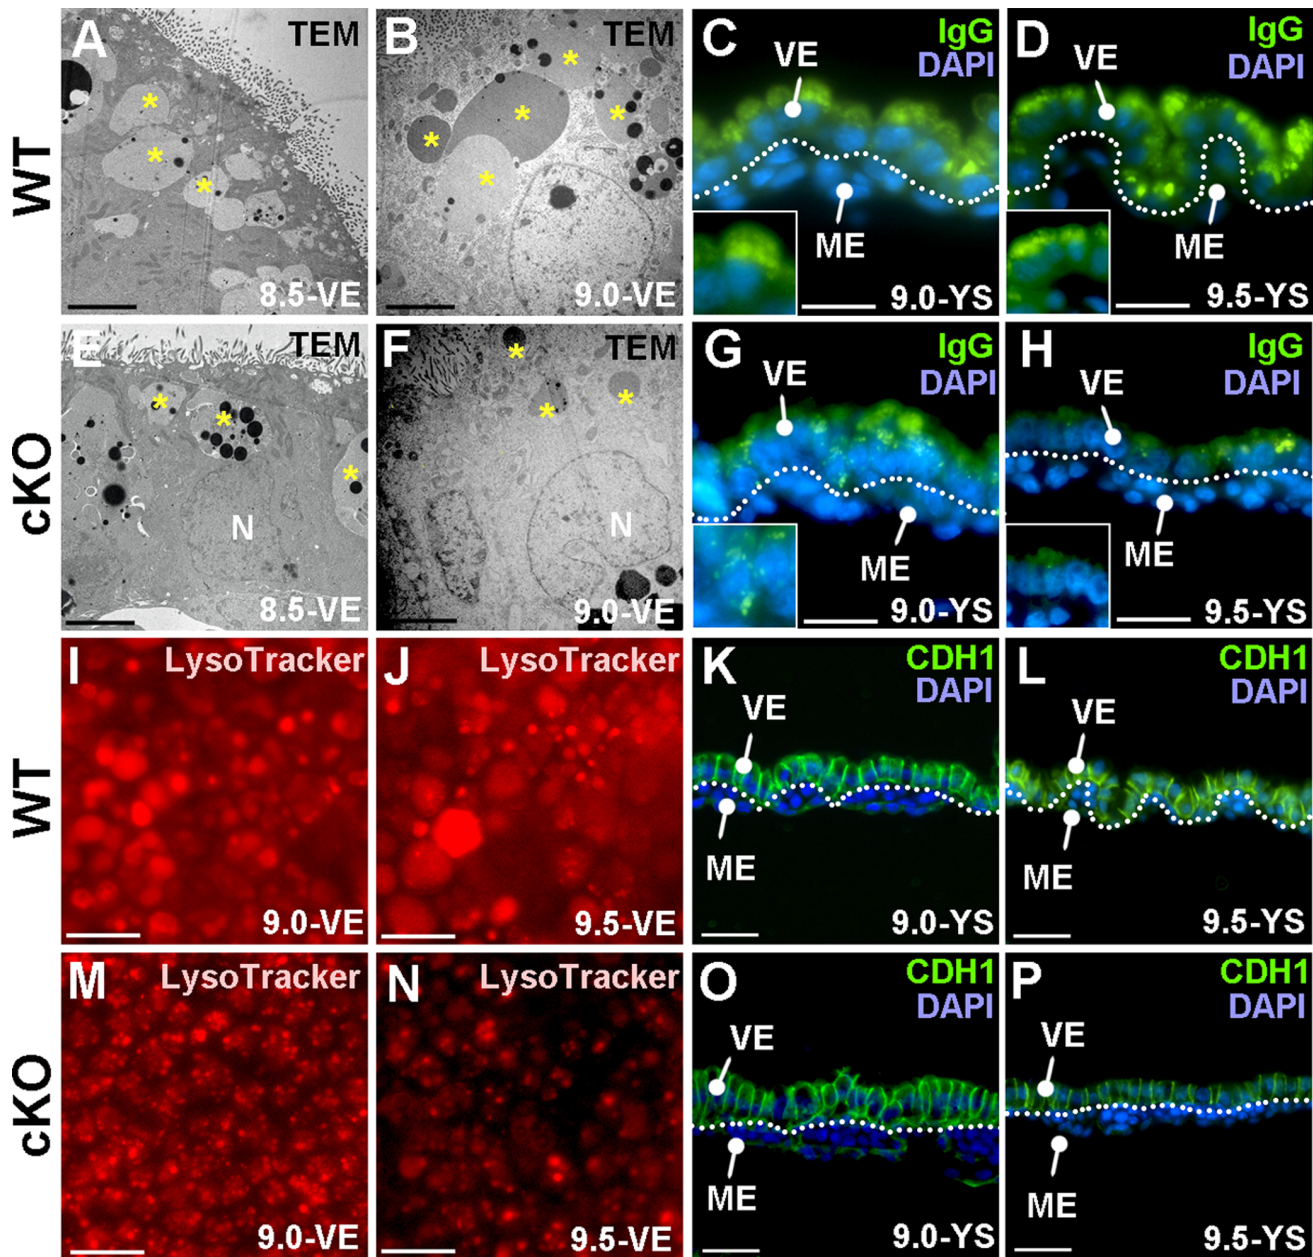 A TEM
8.5-VE
B TEM
9.0-VE
C IgG
DAPI
VE
ME
9.0-YS
D IgG
DAPI
VE
ME
9.5-YS
WT
E TEM
N
8.5-VE
F TEM
N
9.0-VE
G IgG
DAPI
VE
ME
9.0-YS
H IgG
DAPI
VE
ME
9.5-YS
cKO
I LysoTracker
9.0-VE
J LysoTracker
9.5-VE
K CDH1
DAPI
VE
ME
9.0-YS
L CDH1
DAPI
VE
ME
9.5-YS
WT
M LysoTracker
9.0-VE
N LysoTracker
9.5-VE
O CDH1
DAPI
VE
ME
9.0-YS
P CDH1
DAPI
VE
ME
9.5-YS
cKO